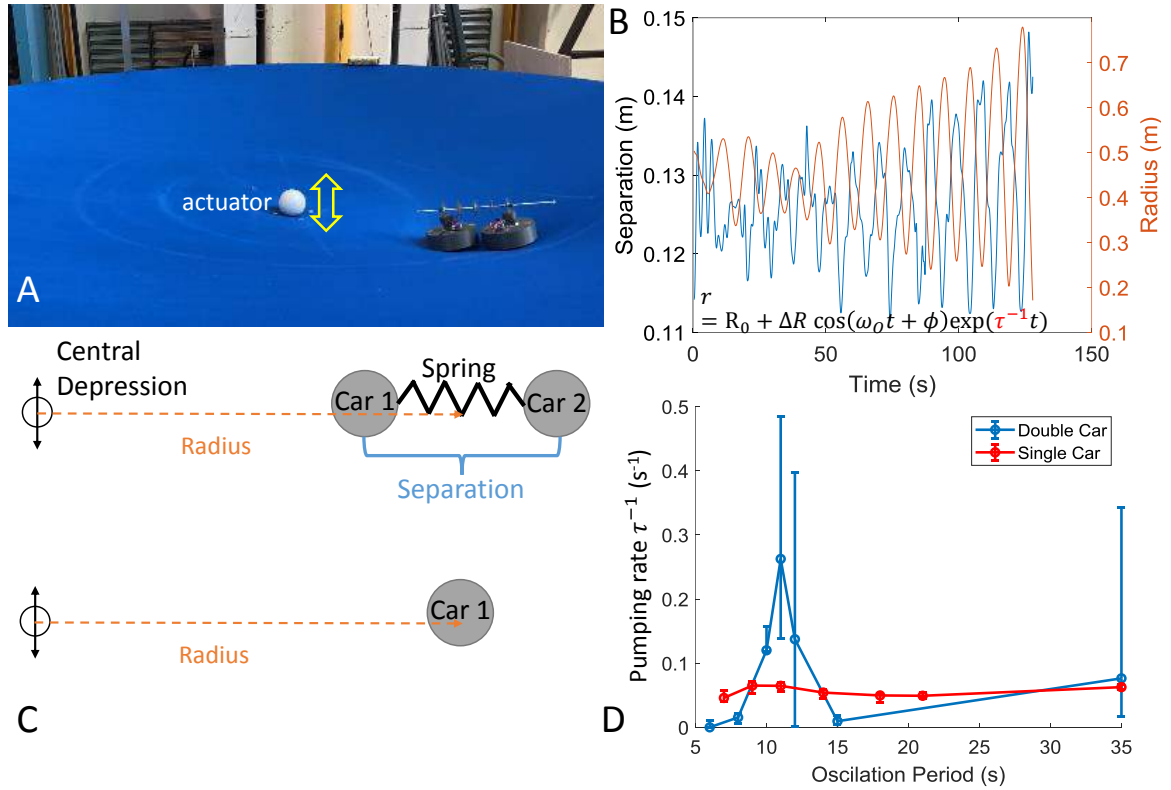 actuator
A
B
0.15
0.14
0.13
0.12
0.11
Separation (m)
0.7
0.6
0.5
0.4
0.3
0.2
0.1
Radius (m)
r
= R₀ + ΔR cos(ω_O t + ϕ)exp(τ⁻¹t)
0 50 100 150
Time (s)
Central
Depression
Spring
Car 1
Car 2
Radius
Separation
Car 1
Radius
C
0.5
0.4
0.3
0.2
0.1
0
Pumping rate τ⁻¹ (s⁻¹)
Double Car
Single Car
D
5 10 15 20 25 30 35
Oscilation Period (s)